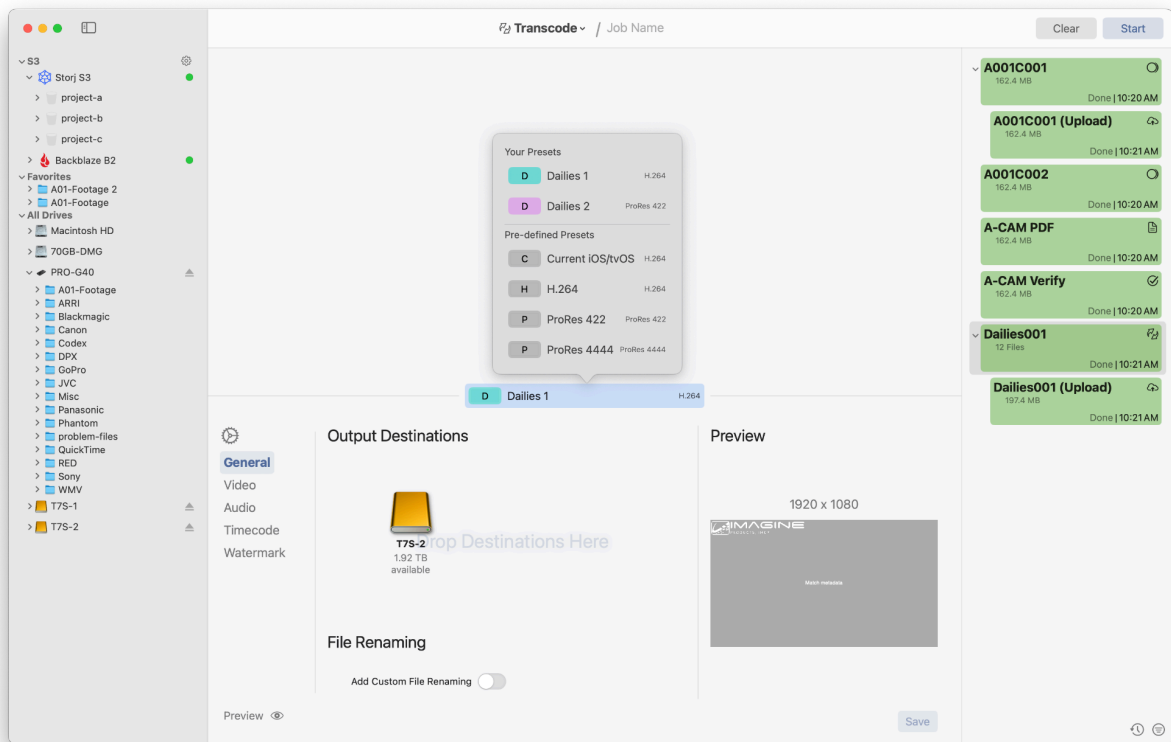 Transcode
/ Job Name
Clear
Start
S3
Storj S3
project-a
project-b
project-c
Backblaze B2
Favorites
A01-Footage 2
A01-Footage
All Drives
Macintosh HD
70GB-DMG
PRO-G40
A01-Footage
ARRI
Blackmagic
Canon
Codex
DPX
GoPro
JVC
Misc
Panasonic
Phantom
problem-files
QuickTime
RED
Sony
WMV
T7S-1
T7S-2
Your Presets
D Dailies 1 H.264
D Dailies 2 ProRes 422
Pre-defined Presets
C Current iOS/tvOS H.264
H H.264 H.264
P ProRes 422 ProRes 422
P ProRes 4444 ProRes 4444
D Dailies 1 H.264
General
Video
Audio
Timecode
Watermark
Output Destinations
Drop Destinations Here
T7S-2
1.92 TB
available
File Renaming
Add Custom File Renaming
Preview
1920 x 1080
IMAGINE
Match metadata
Preview
Save
A001C001
162.4 MB
Done | 10:20 AM
A001C001 (Upload)
162.4 MB
Done | 10:21 AM
A001C002
162.4 MB
Done | 10:20 AM
A-CAM PDF
162.4 MB
Done | 10:20 AM
A-CAM Verify
162.4 MB
Done | 10:20 AM
Dailies001
12 Files
Done | 10:21 AM
Dailies001 (Upload)
197.4 MB
Done | 10:21 AM